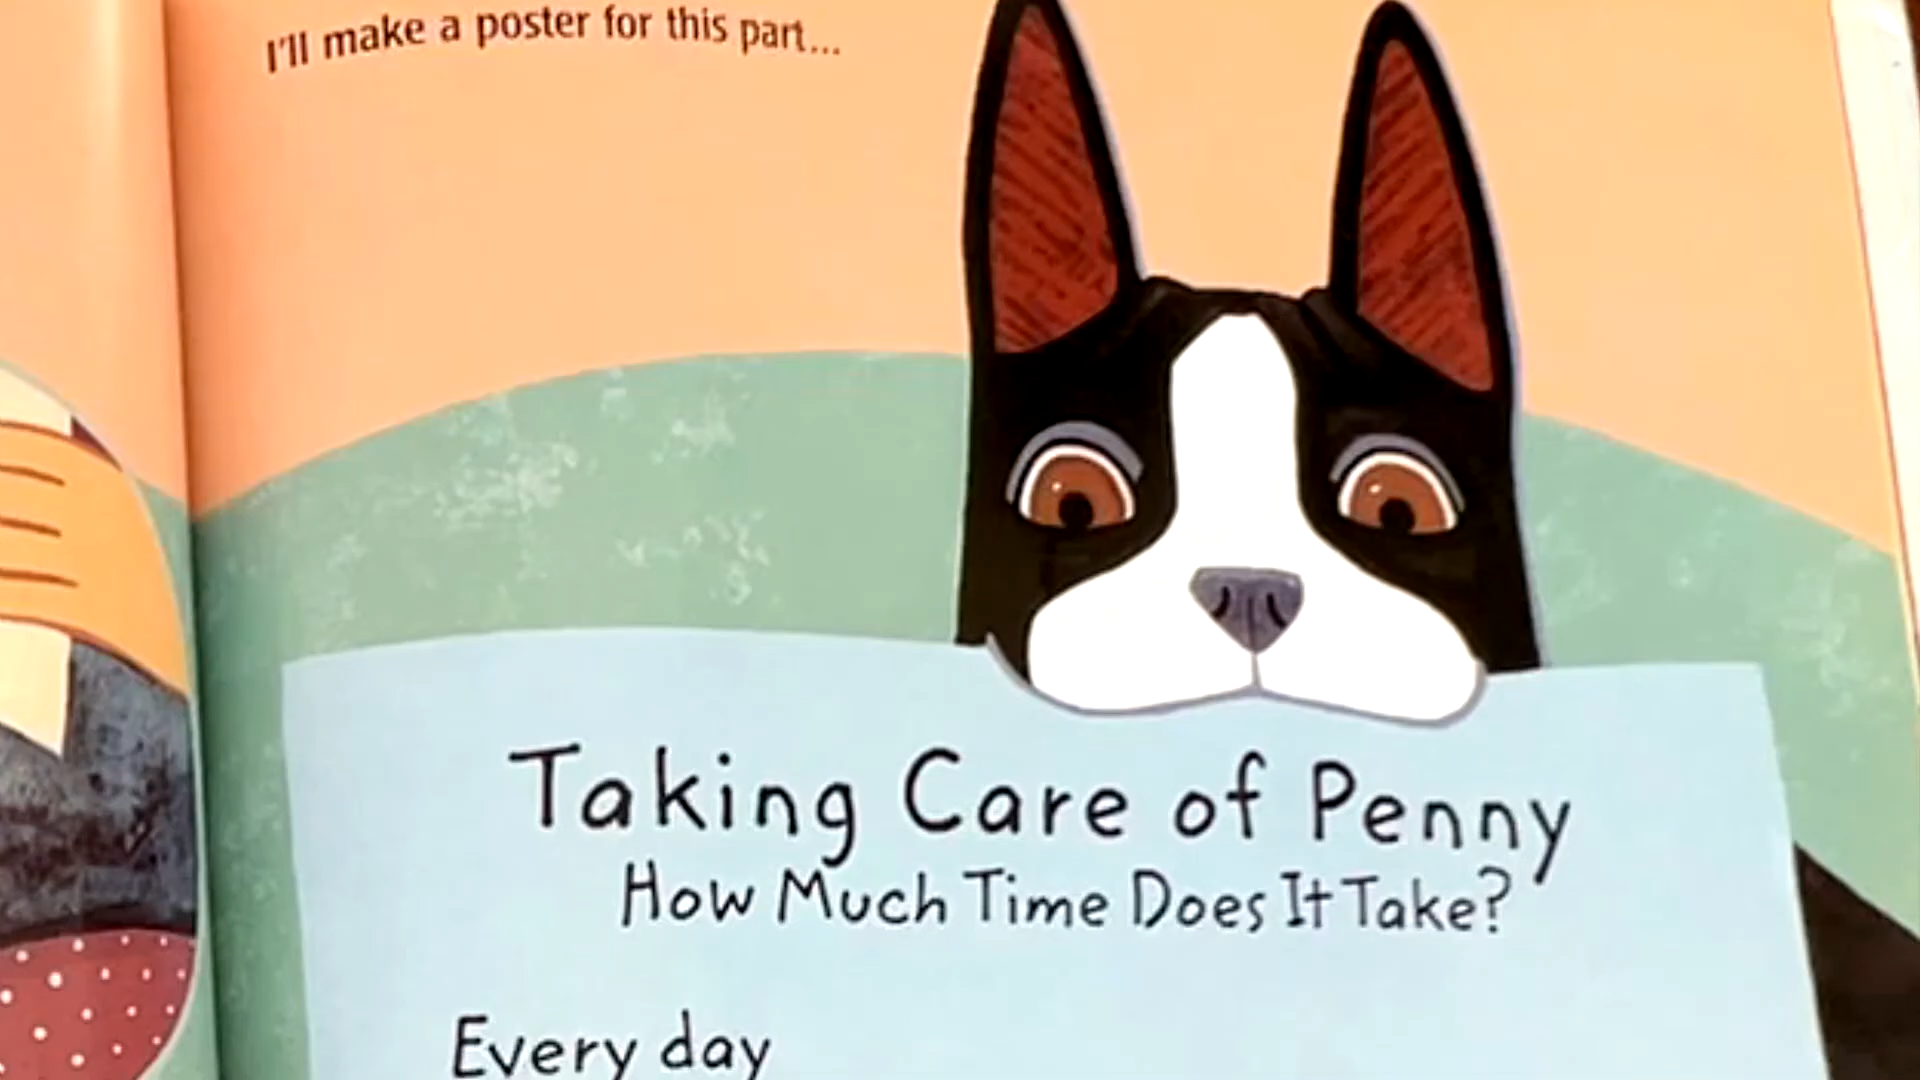 I'll make a poster for this part...
Taking Care of Penny
How Much Time Does It Take?
Every day